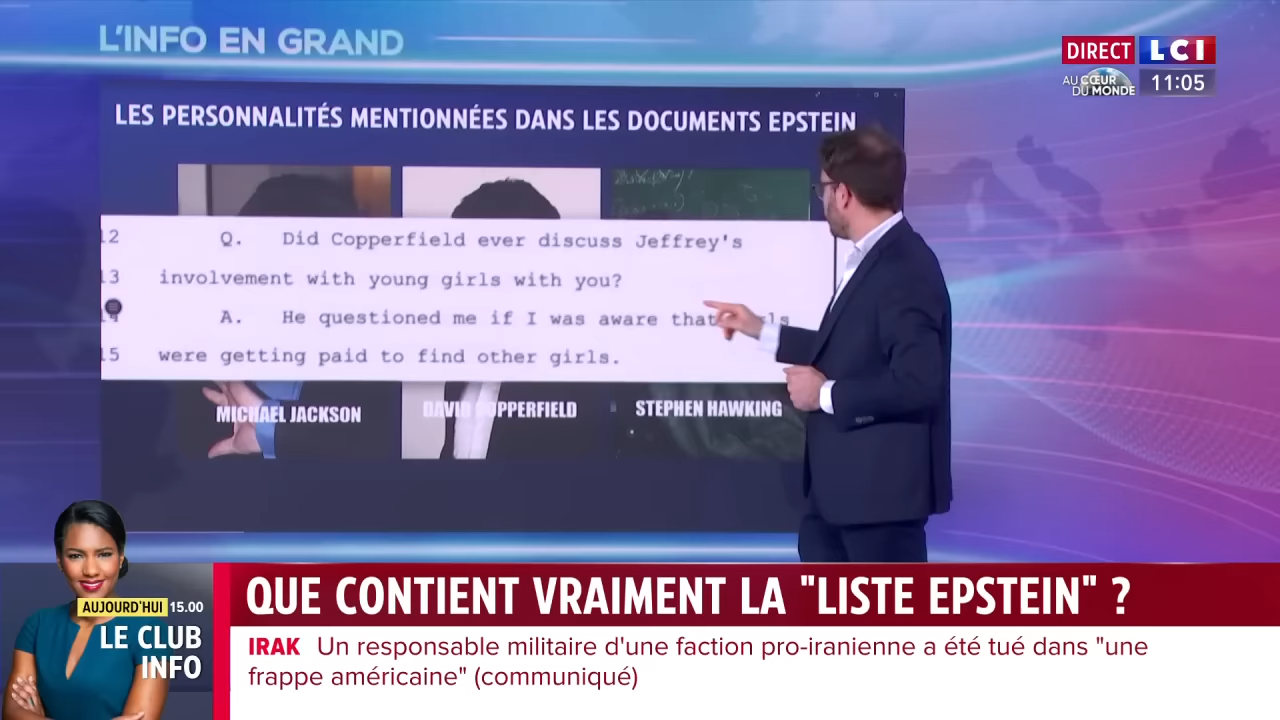 L'INFO EN GRAND
DIRECT LCI
AU CŒUR
DU MONDE
11:05
LES PERSONNALITÉS MENTIONNÉES DANS LES DOCUMENTS EPSTEIN
12 Q. Did Copperfield ever discuss Jeffrey's
13 involvement with young girls with you?
A. He questioned me if I was aware that
15 were getting paid to find other girls.
MICHAEL JACKSON
DAVID COPPERFIELD
STEPHEN HAWKING
QUE CONTIENT VRAIMENT LA "LISTE EPSTEIN" ?
AUJOURD'HUI 15.00
LE CLUB
INFO
IRAK Un responsable militaire d'une faction pro-iranienne a été tué dans "une
frappe américaine" (communiqué)